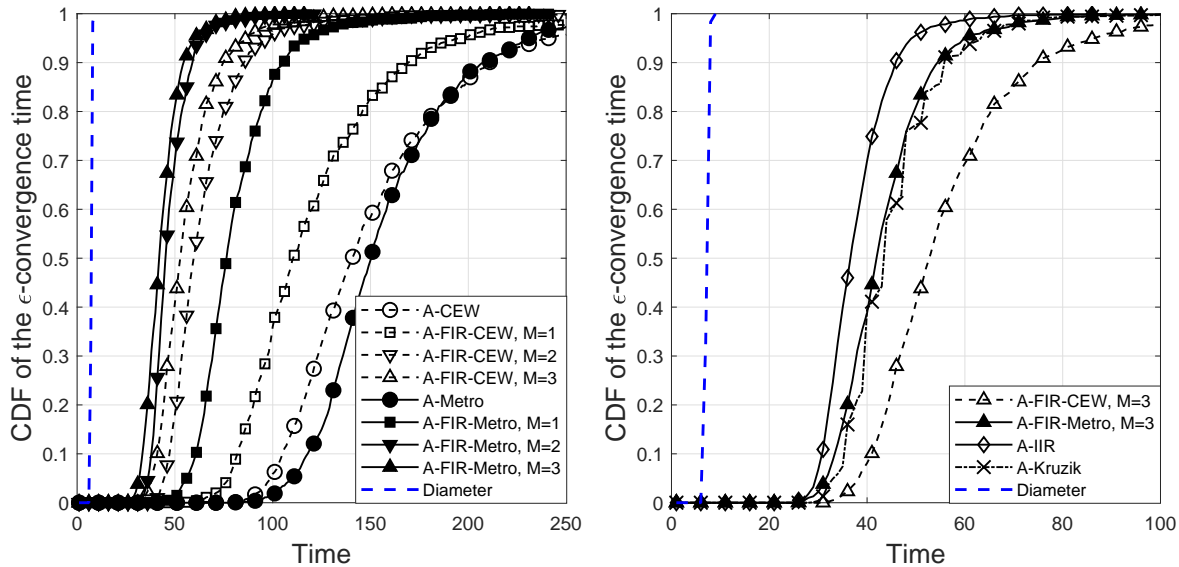 CDF of the ϵ-convergence time
1
0.9
0.8
0.7
0.6
0.5
0.4
0.3
0.2
0.1
0
0 50 100 150 200 250
Time
A-CEW
A-FIR-CEW, M=1
A-FIR-CEW, M=2
A-FIR-CEW, M=3
A-Metro
A-FIR-Metro, M=1
A-FIR-Metro, M=2
A-FIR-Metro, M=3
Diameter
CDF of the ϵ-convergence time
1
0.9
0.8
0.7
0.6
0.5
0.4
0.3
0.2
0.1
0
0 20 40 60 80 100
Time
A-FIR-CEW, M=3
A-FIR-Metro, M=3
A-IIR
A-Kruzik
Diameter